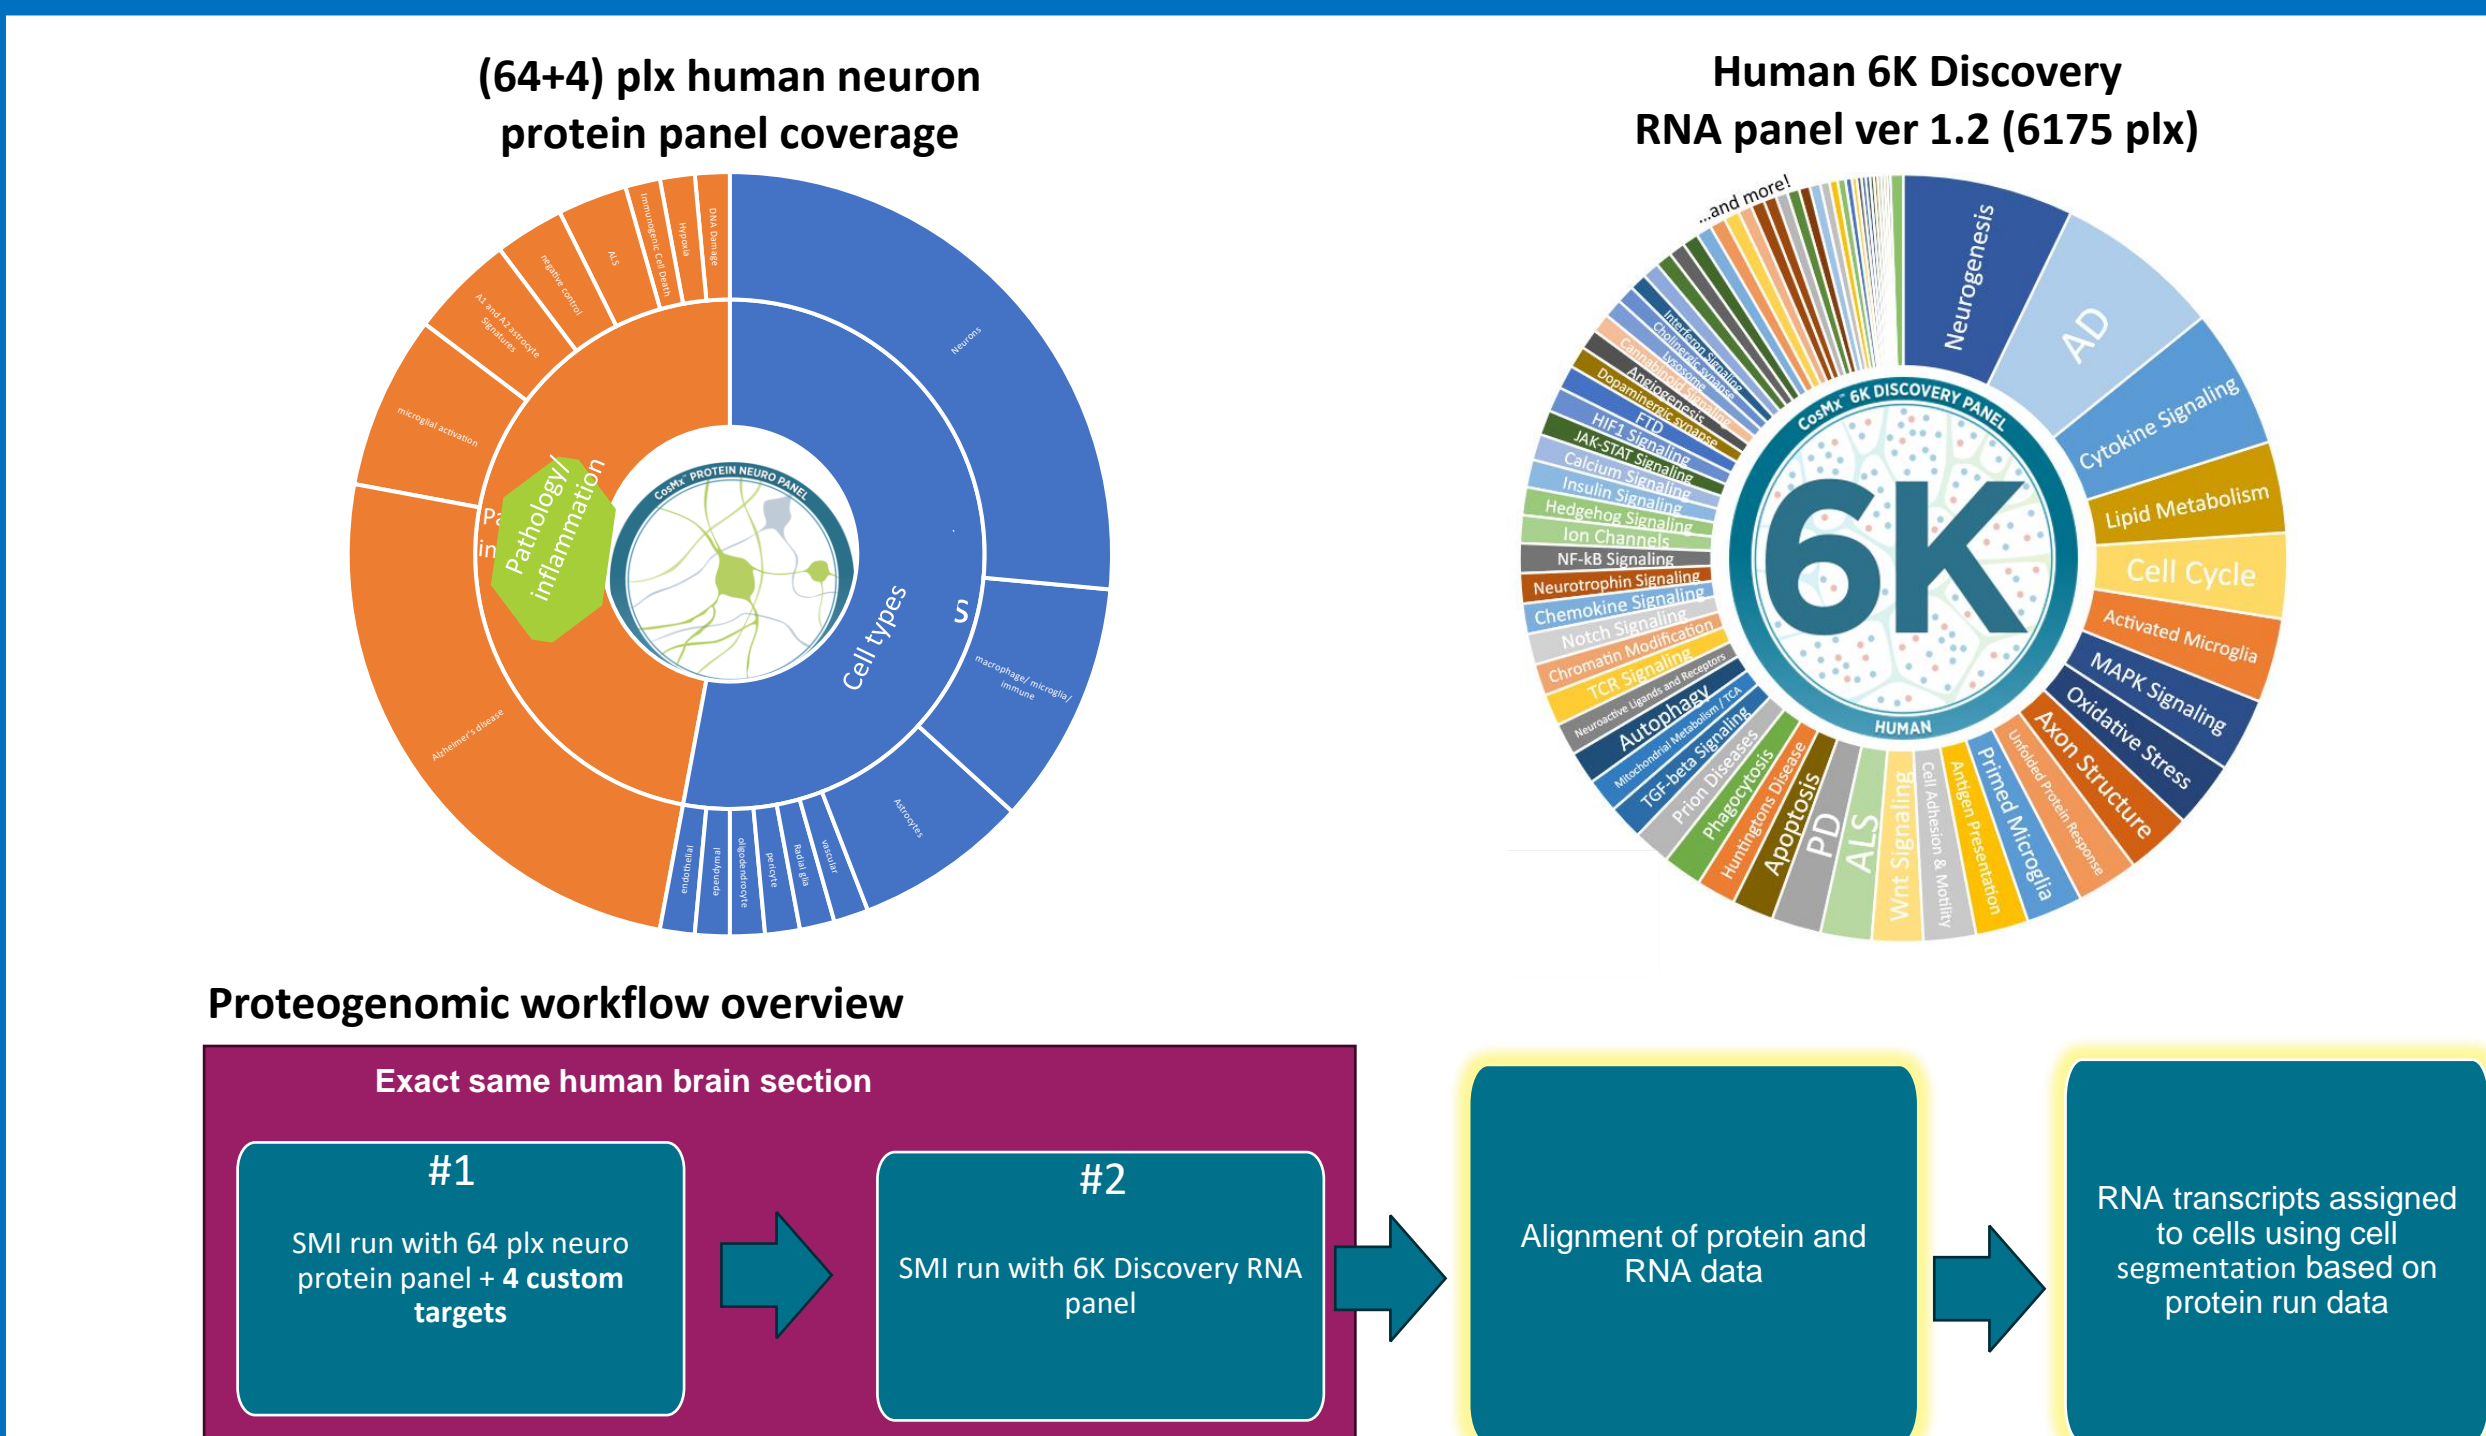 (64+4) plx human neuron
protein panel coverage
DNA Damage
Hypoxia
Immunogenic Cell Death
ALS
negative control
A1 and A2 astrocyte
Signatures
microglial activation
Alzheimer's disease
Pathology/
inflammation
Pa
in
CosMx™ PROTEIN NEURO PANEL
Neurons
s
Cell types
macrophage/ microglia/
immune
Astrocytes
vascular
Radial glia
pericyte
oligodendrocyte
ependymal
endothelial
Human 6K Discovery
RNA panel ver 1.2 (6175 plx)
...and more!
Neurogenesis
AD
Cytokine Signaling
Lipid Metabolism
Cell Cycle
Activated Microglia
MAPK Signaling
Oxidative Stress
Axon Structure
Unfolded Protein Response
Primed Microglia
Antigen Presentation
Cell Adhesion & Motility
Wnt Signaling
ALS
PD
Apoptosis
Huntingtons Disease
Phagocytosis
Prion Diseases
TGF-beta Signaling
Mitochondrial Metabolism / TCA
Autophagy
Neuroactive Ligands and Receptors
TCR Signaling
Chromatin Modification
Notch Signaling
Chemokine Signaling
Neurotrophin Signaling
NF-kB Signaling
Ion Channels
Hedgehog Signaling
Insulin Signaling
Calcium Signaling
JAK-STAT Signaling
HIF1 Signaling
FTD
Dopaminergic synapse
Angiogenesis
Cannabinoid Signaling
Lysosome
Cholinergic synapse
Interferon Signaling
CosMx™ 6K DISCOVERY PANEL
6K
HUMAN
Proteogenomic workflow overview
Exact same human brain section
#1
SMI run with 64 plx neuro
protein panel + 4 custom
targets
#2
SMI run with 6K Discovery RNA
panel
Alignment of protein and
RNA data
RNA transcripts assigned
to cells using cell
segmentation based on
protein run data